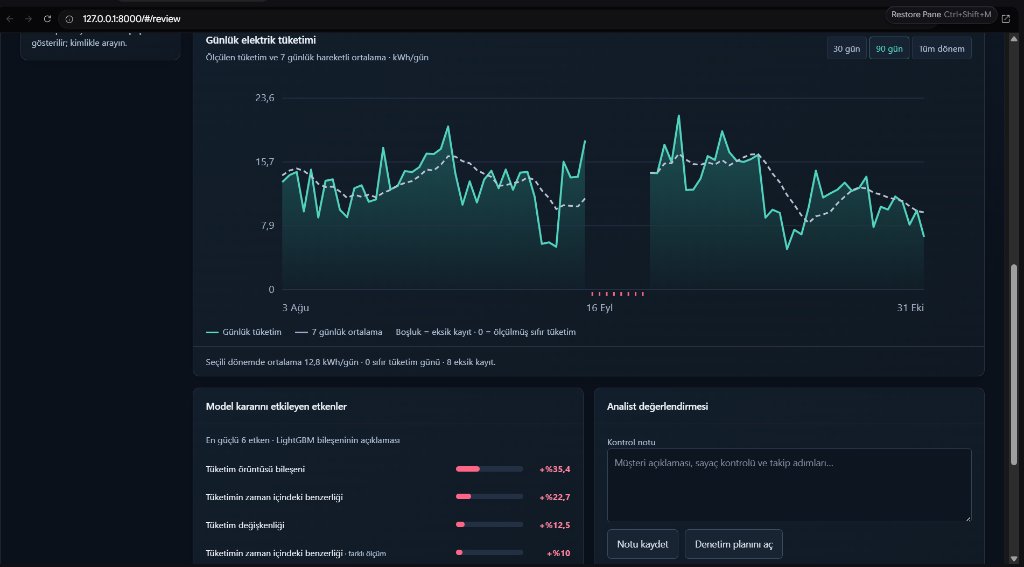 127.0.0.1:8000/#/review
Restore Pane Ctrl+Shift+M
gösterilir; kimlikle arayın.
Günlük elektrik tüketimi
Ölçülen tüketim ve 7 günlük hareketli ortalama · kWh/gün
30 gün
90 gün
Tüm dönem
23,6
15,7
7,9
0
3 Ağu
16 Eyl
31 Eki
Günlük tüketim
7 günlük ortalama
Boşluk = eksik kayıt · 0 = ölçülmüş sıfır tüketim
Seçili dönemde ortalama 12,8 kWh/gün · 0 sıfır tüketim günü · 8 eksik kayıt.
Model kararını etkileyen etkenler
En güçlü 6 etken · LightGBM bileşeninin açıklaması
Tüketim örüntüsü bileşeni +%35,4
Tüketimin zaman içindeki benzerliği +%22,7
Tüketim değişkenliği +%12,5
Tüketimin zaman içindeki benzerliği · farklı ölçüm +%10
Analist değerlendirmesi
Kontrol notu
Müşteri açıklaması, sayaç kontrolü ve takip adımları...
Notu kaydet
Denetim planını aç